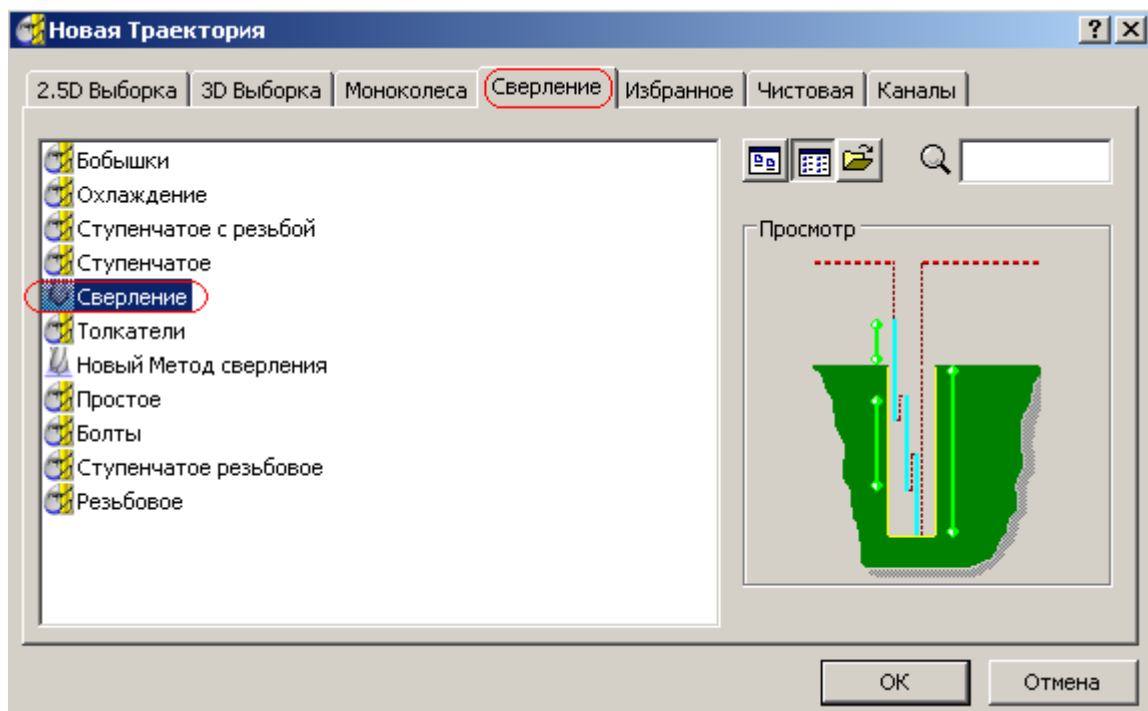 Новая Траектория
2.5D Выборка 3D Выборка Моноколеса Сверление Избранное Чистовая Каналы
Бобышки
Охлаждение
Ступенчатое с резьбой
Ступенчатое
Сверление
Толкатели
Новый Метод сверления
Простое
Болты
Ступенчатое резьбовое
Резьбовое
Просмотр
OK Отмена